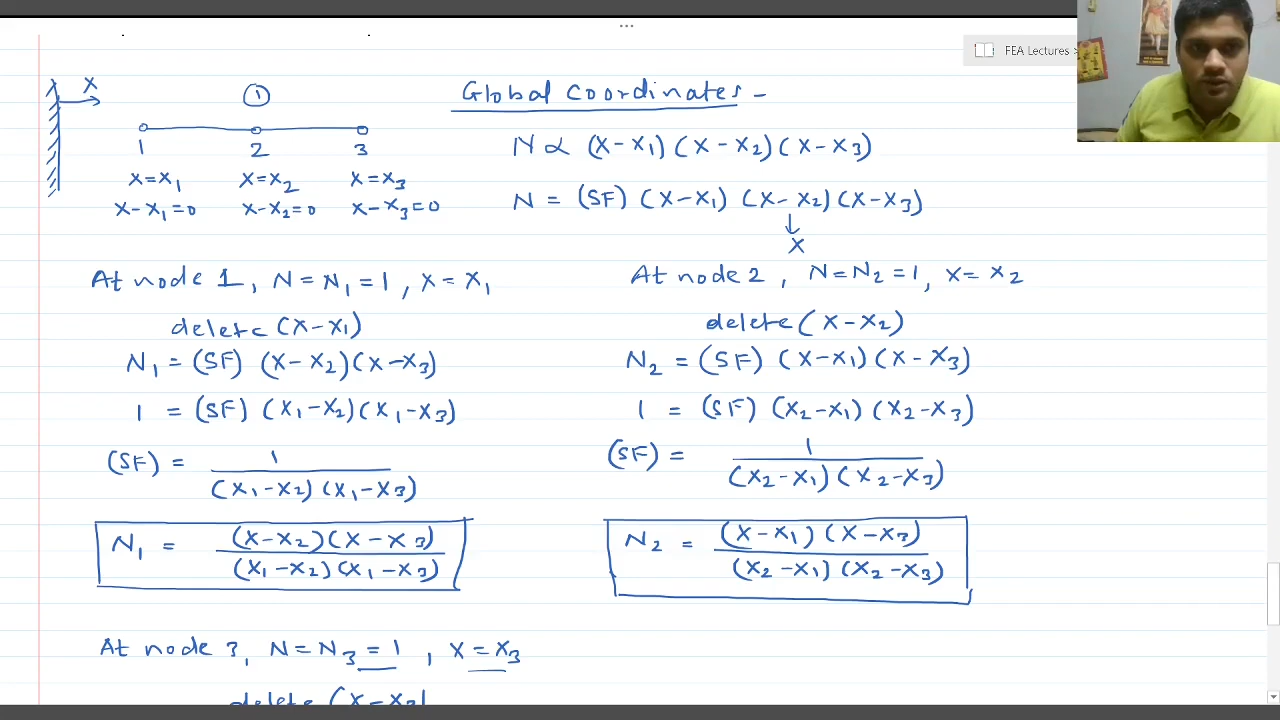 FEA Lectures >
X
①
1 2 3
x=x₁ x=x₂ x=x₃
x-x₁=0 x-x₂=0 x-x₃=0
Global coordinates -
N ∝ (x-x₁) (x-x₂) (x-x₃)
N = (SF) (x-x₁) (x-x₂) (x-x₃)
↓
x
At node 1, N = N₁ = 1, x = x₁
delete (x-x₁)
N₁ = (SF) (x-x₂) (x-x₃)
1 = (SF) (x₁-x₂) (x₁-x₃)
(SF) = 1
(x₁-x₂) (x₁-x₃)
N₁ = (x-x₂) (x-x₃)
(x₁-x₂) (x₁-x₃)
At node 2, N = N₂ = 1, x = x₂
delete (x-x₂)
N₂ = (SF) (x-x₁) (x-x₃)
1 = (SF) (x₂-x₁) (x₂-x₃)
(SF) = 1
(x₂-x₁) (x₂-x₃)
N₂ = (x-x₁) (x-x₃)
(x₂-x₁) (x₂-x₃)
At node 3, N = N₃ = 1, x = x₃
delete (x-x₃)